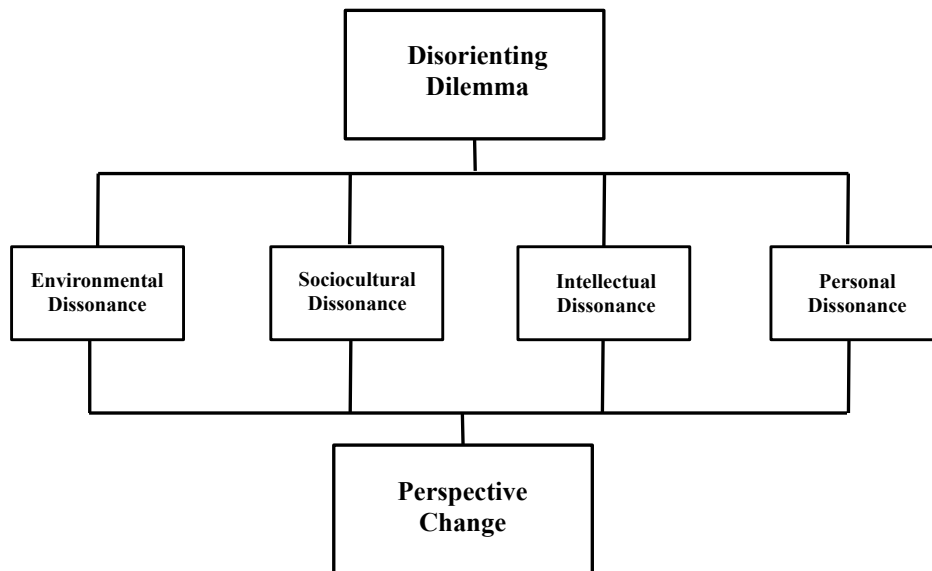 Disorienting
Dilemma
Environmental
Dissonance
Sociocultural
Dissonance
Intellectual
Dissonance
Personal
Dissonance
Perspective
Change